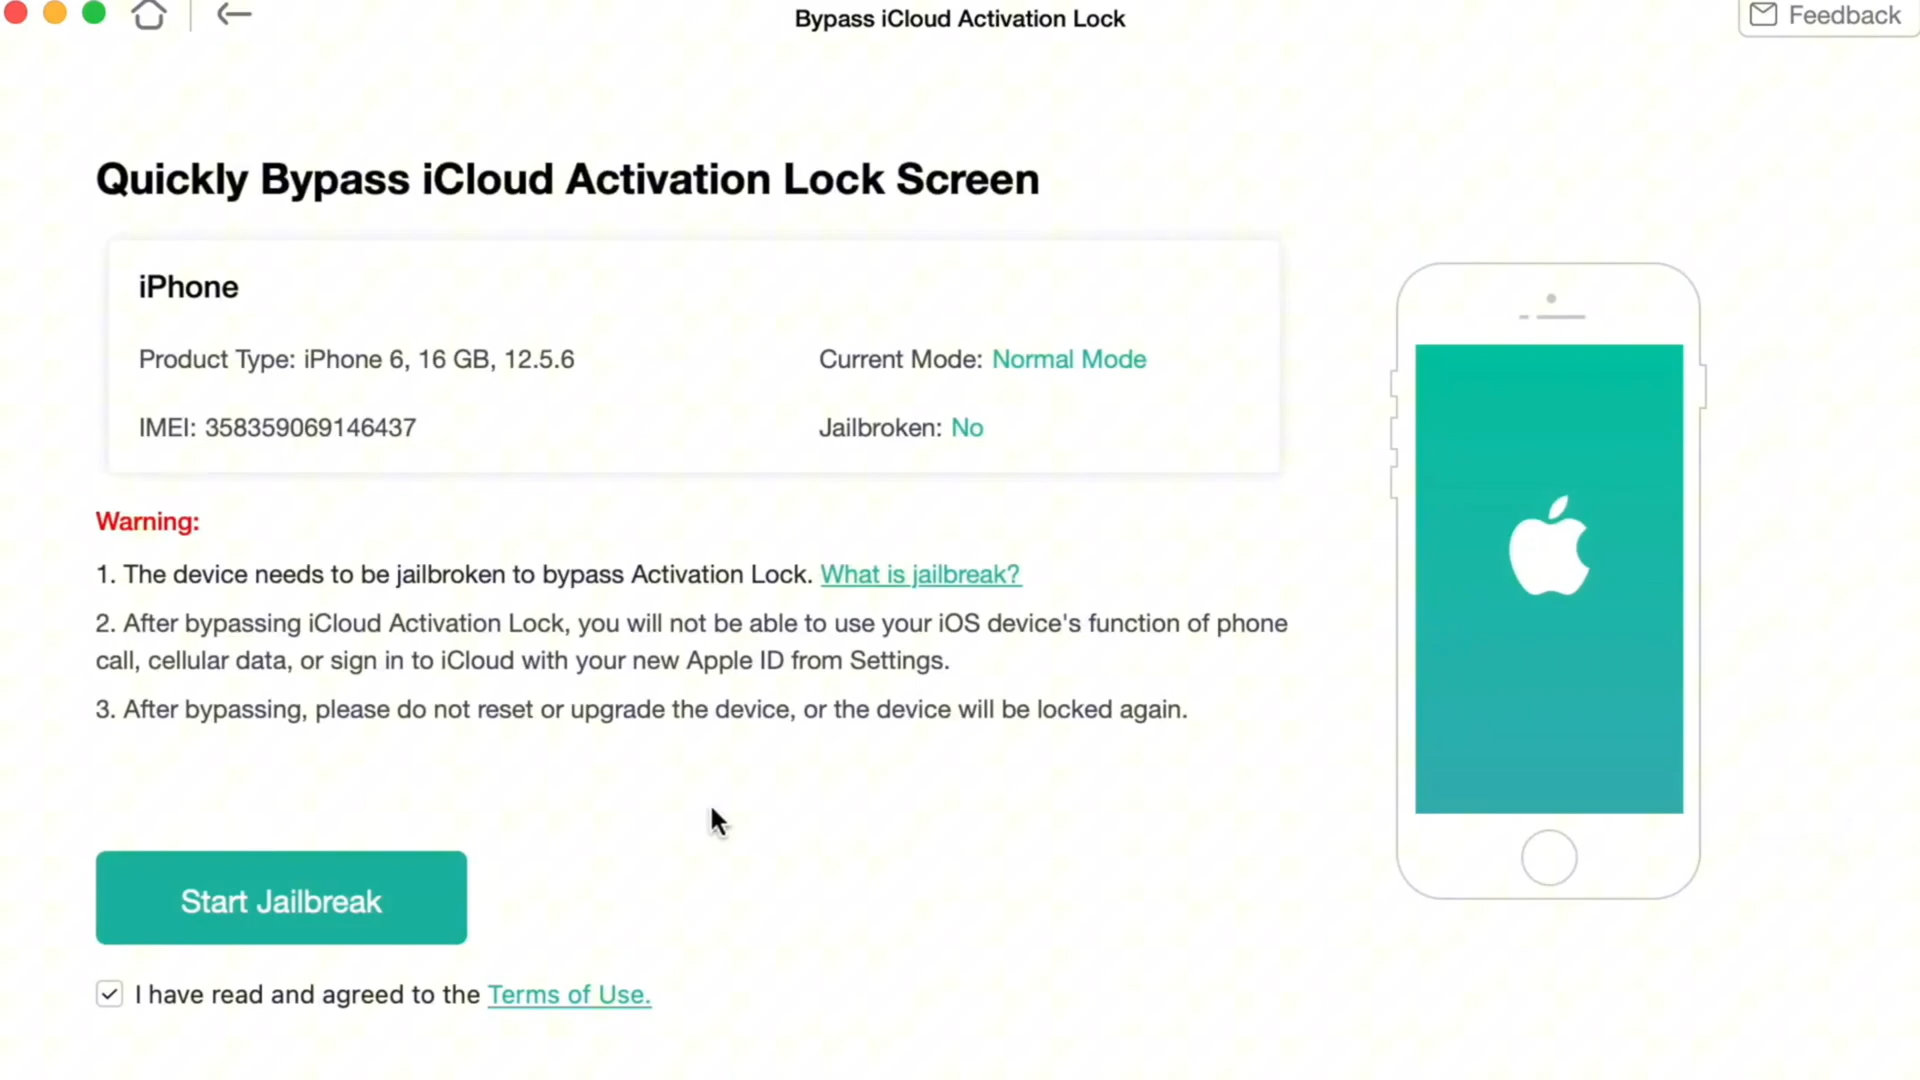 Bypass iCloud Activation Lock
Feedback
Quickly Bypass iCloud Activation Lock Screen
iPhone
Product Type: iPhone 6, 16 GB, 12.5.6
Current Mode: Normal Mode
IMEI: 358359069146437
Jailbroken: No
Warning:
1. The device needs to be jailbroken to bypass Activation Lock. What is jailbreak?
2. After bypassing iCloud Activation Lock, you will not be able to use your iOS device's function of phone
call, cellular data, or sign in to iCloud with your new Apple ID from Settings.
3. After bypassing, please do not reset or upgrade the device, or the device will be locked again.
Start Jailbreak
I have read and agreed to the Terms of Use.